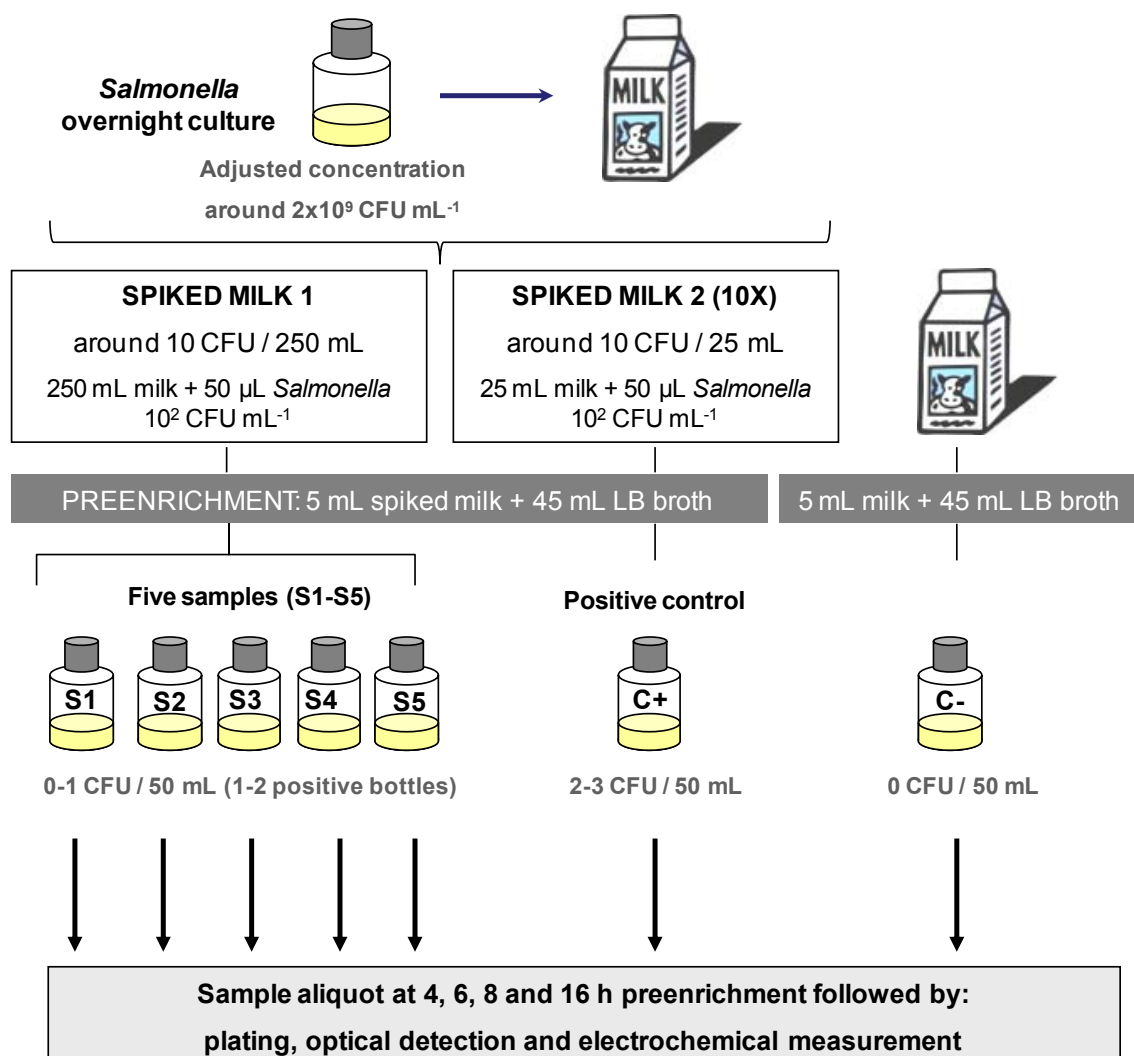 Salmonella
overnight culture
MILK
Adjusted concentration
around 2x10⁹ CFU mL⁻¹
SPIKED MILK 1
around 10 CFU / 250 mL
250 mL milk + 50 µL Salmonella
10² CFU mL⁻¹
SPIKED MILK 2 (10X)
around 10 CFU / 25 mL
25 mL milk + 50 µL Salmonella
10² CFU mL⁻¹
MILK
PREENRICHMENT: 5 mL spiked milk + 45 mL LB broth
5 mL milk + 45 mL LB broth
Five samples (S1-S5)
Positive control
S1 S2 S3 S4 S5 C+ C-
0-1 CFU / 50 mL (1-2 positive bottles)
2-3 CFU / 50 mL
0 CFU / 50 mL
Sample aliquot at 4, 6, 8 and 16 h preenrichment followed by:
plating, optical detection and electrochemical measurement